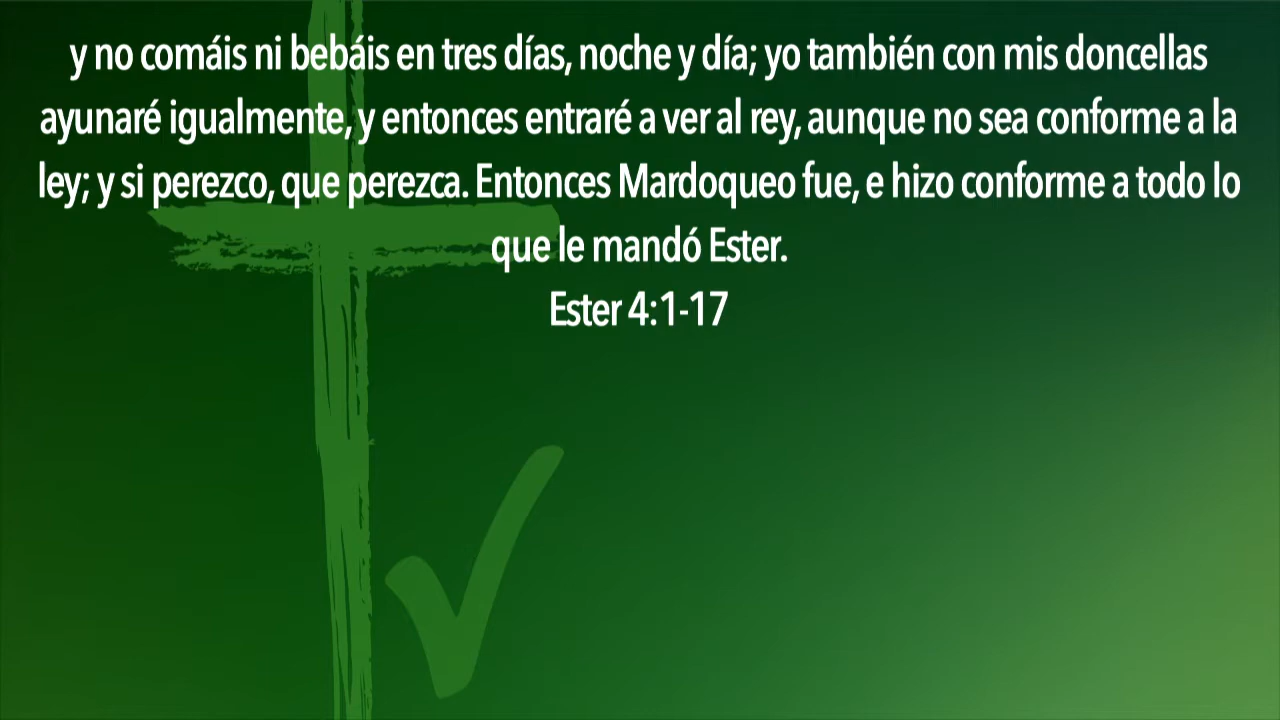 y no comáis ni bebáis en tres días, noche y día; yo también con mis doncellas
ayunaré igualmente, y entonces entraré a ver al rey, aunque no sea conforme a la
ley; y si perezco, que perezca. Entonces Mardoqueo fue, e hizo conforme a todo lo
que le mandó Ester.
Ester 4:1-17